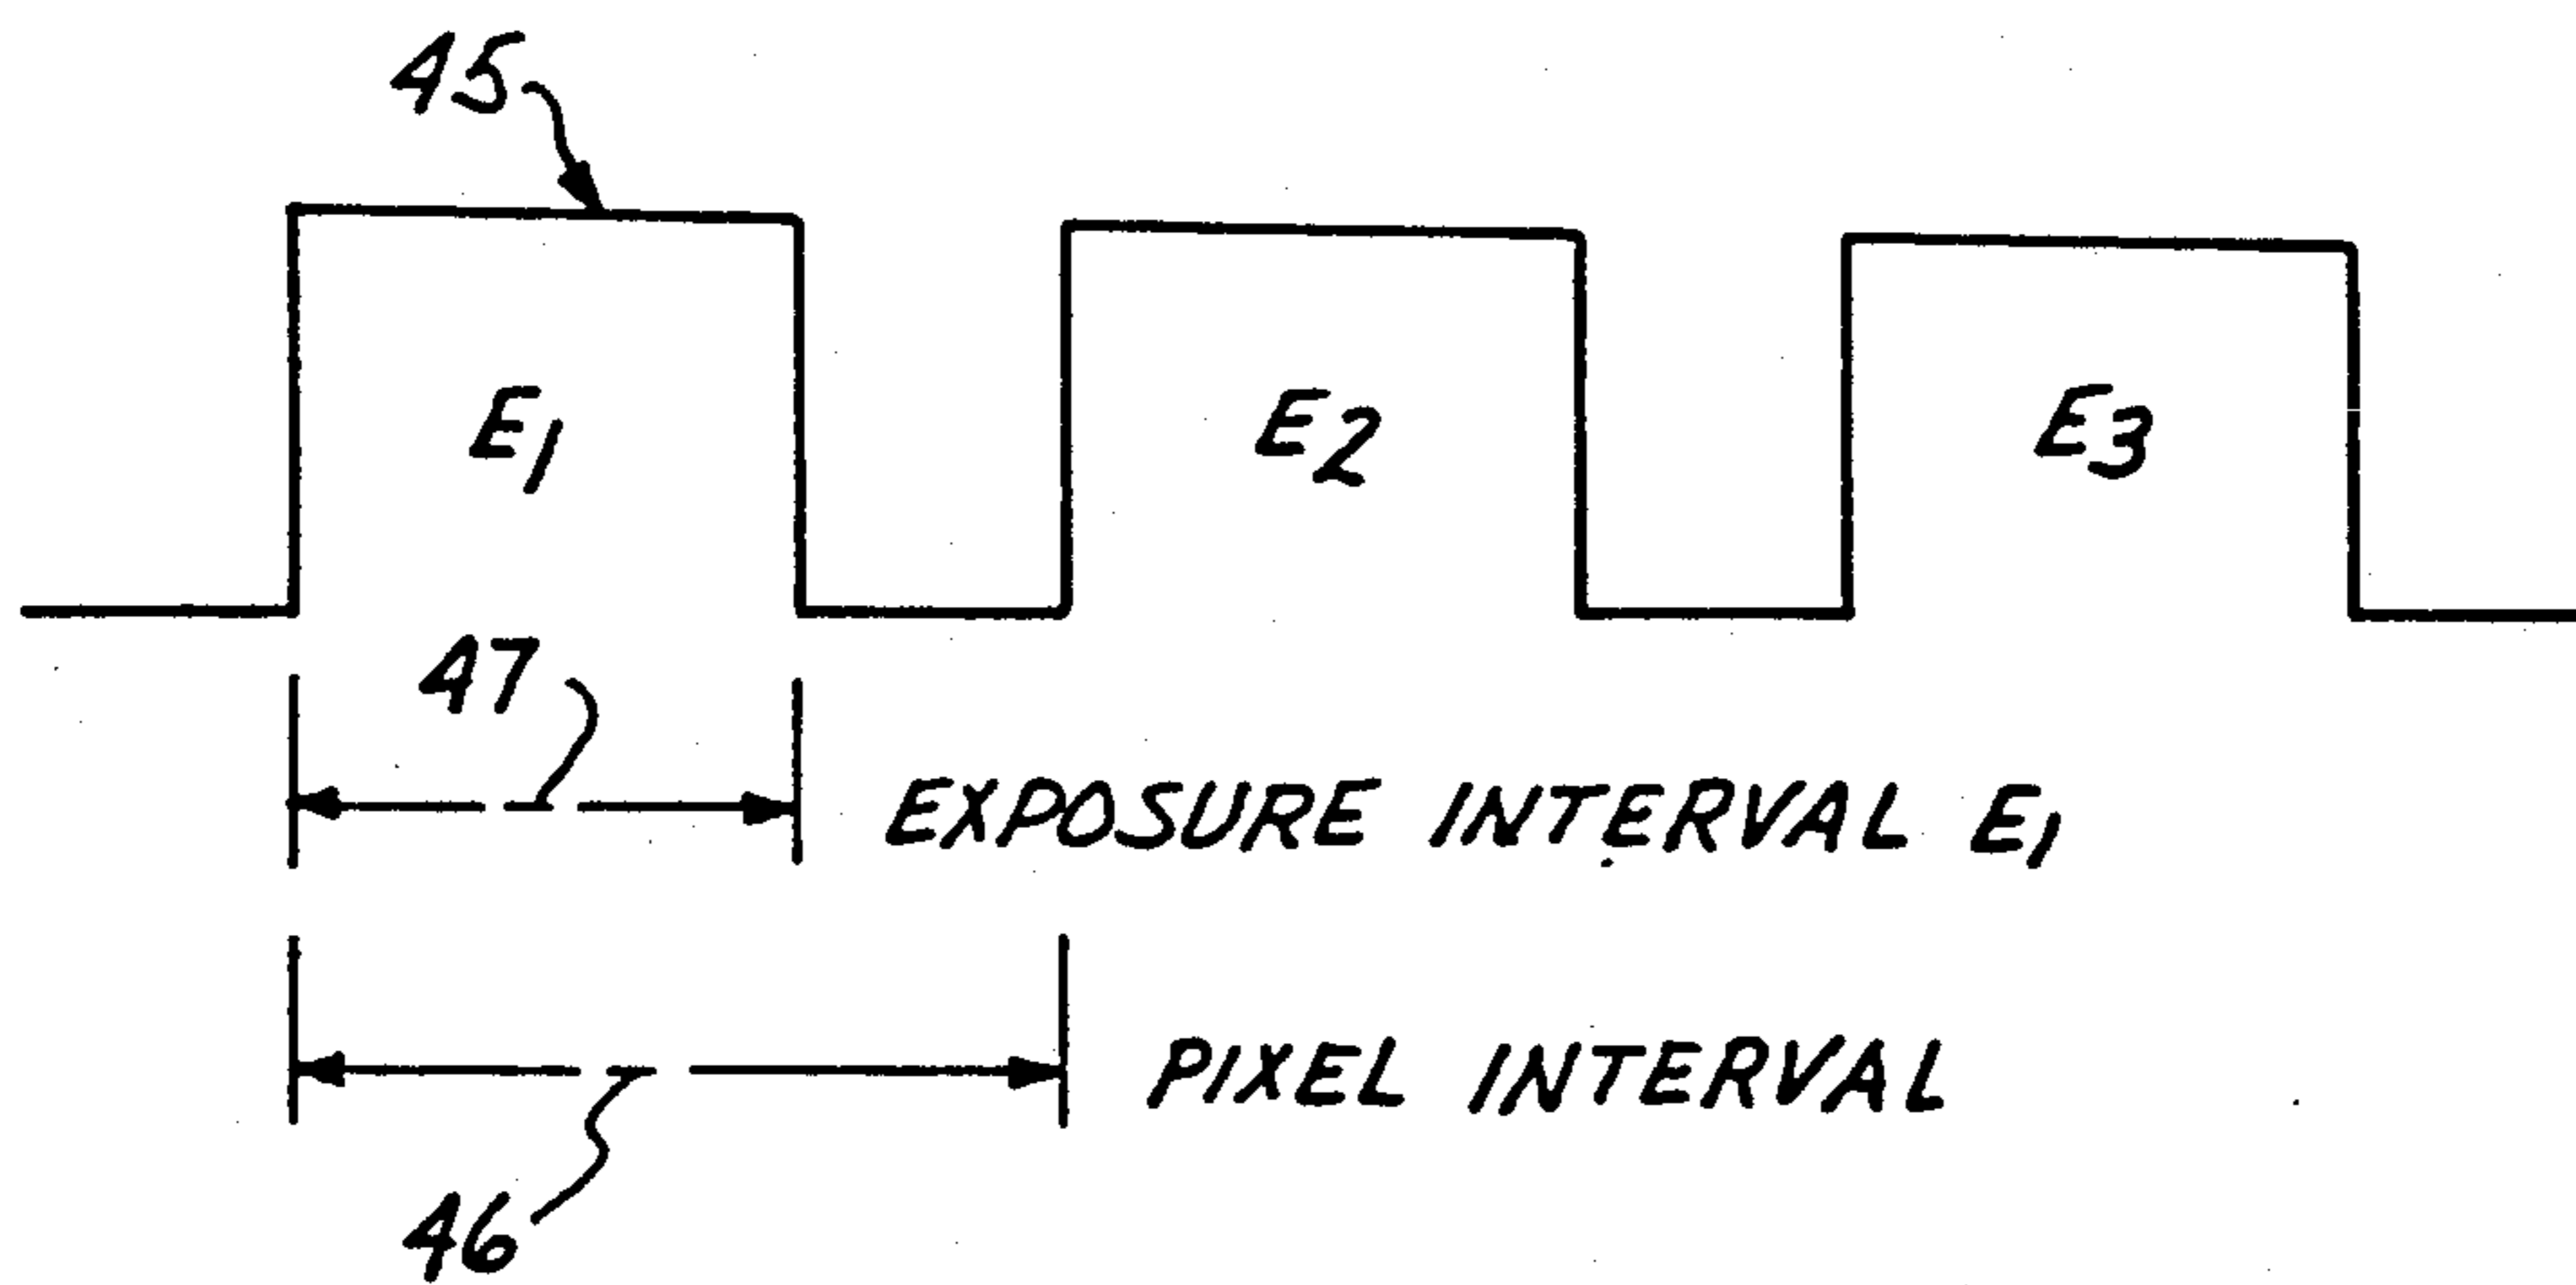 45
E1
E2
E3
47
EXPOSURE INTERVAL E1
PIXEL INTERVAL
46